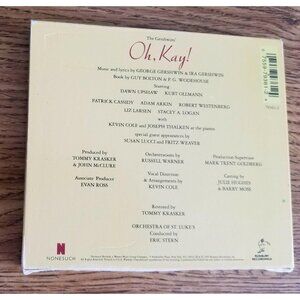 The Gershwins'
Oh, Kay!
Music and lyrics by GEORGE GERSHWIN & IRA GERSHWIN
Book by GUY BOLTON & P. G. WODEHOUSE
Starring
DAWN UPSHAW KURT OLLMANN
PATRICK CASSIDY ADAM ARKIN ROBERT WESTENBERG
LIZ LARSEN STACEY A. LOGAN
with
KEVIN COLE and JOSEPH THALKEN at the pianos
special guest appearances by
SUSAN LUCCI and FRITZ WEAVER
Produced by
TOMMY KRASKER
& JOHN McCLURE
Orchestrations by
RUSSELL WARNER
Production Supervisor
MARK TRENT GOLDBERG
Associate Producer
EVAN ROSS
Vocal Direction
& Arrangements by
KEVIN COLE
Casting by
JULIE HUGHES
& BARRY MOSS
Restored by
TOMMY KRASKER
ORCHESTRA OF ST. LUKE'S
Conducted by
ERIC STERN
N
NONESUCH
ROXBURY
RECORDINGS